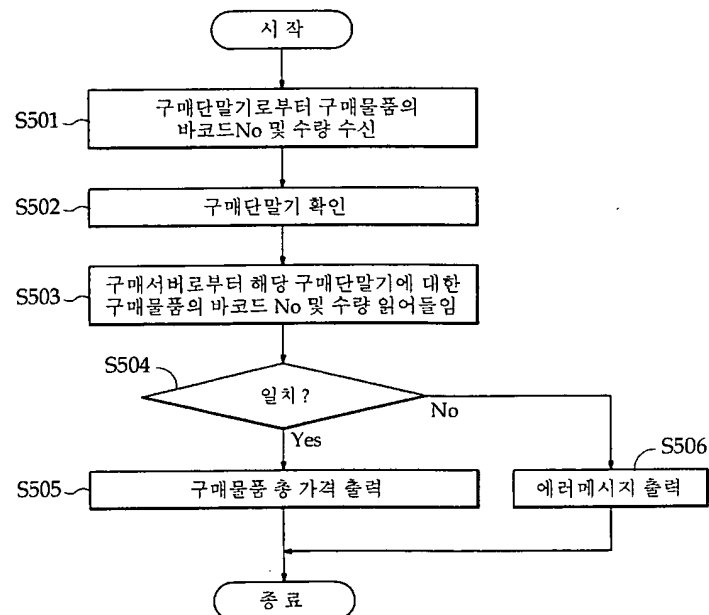 시작
S501
구매단말기로부터 구매물품의
바코드No 및 수량 수신
S502
구매단말기 확인
S503
구매서버로부터 해당 구매단말기에 대한
구매물품의 바코드 No 및 수량 읽어들임
S504
일치?
No
Yes
S506
S505
구매물품 총 가격 출력
에러메시지 출력
종료